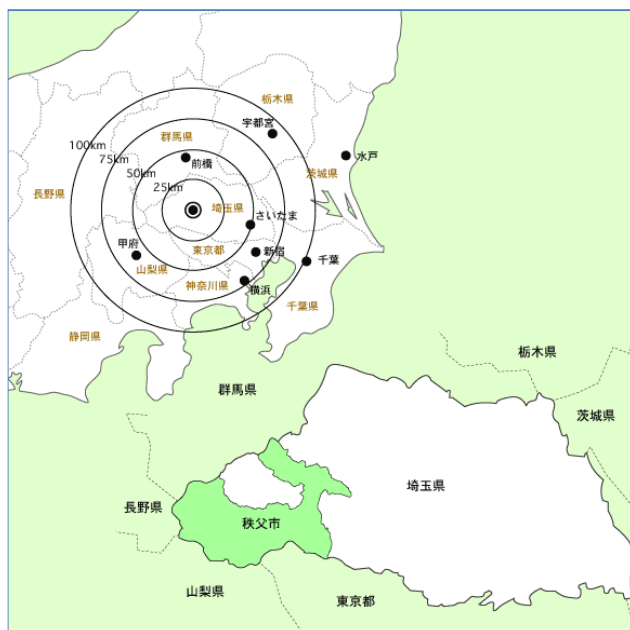 栃木県
宇都宮
群馬県
100km
75km
前橋
水戸
50km
茨城県
25km
長野県
埼玉県
さいたま
甲府
東京都
新宿
千葉
山梨県
神奈川県
横浜
千葉県
静岡県
栃木県
群馬県
茨城県
埼玉県
長野県
秩父市
山梨県
東京都